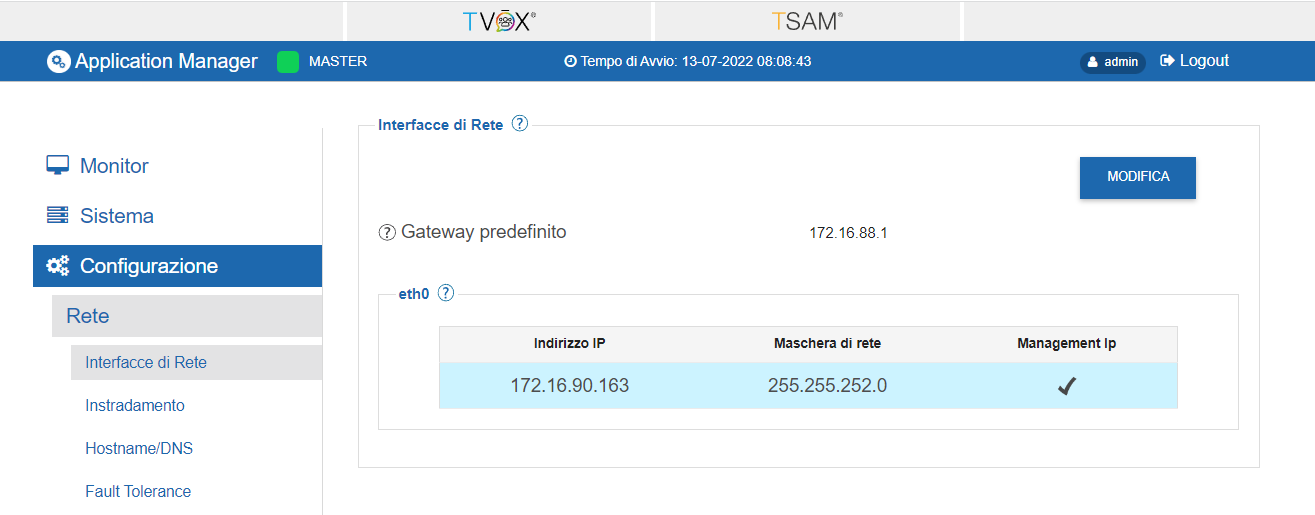 TVOX® TSAM®
Application Manager MASTER Tempo di Avvio: 13-07-2022 08:08:43 admin Logout
Interfacce di Rete ?
Monitor
MODIFICA
Sistema
? Gateway predefinito 172.16.88.1
Configurazione
eth0 ?
Rete
Indirizzo IP Maschera di rete Management Ip
Interfacce di Rete
172.16.90.163 255.255.252.0
Instradamento
Hostname/DNS
Fault Tolerance